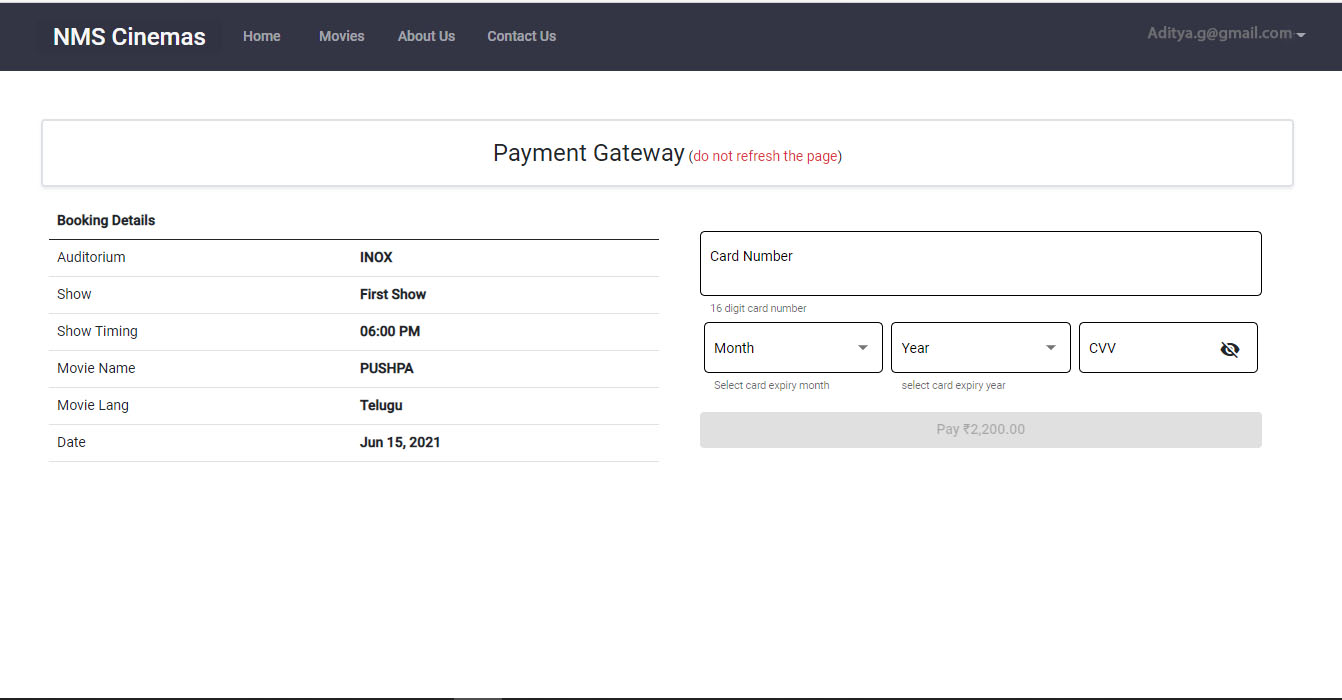 NMS Cinemas Home Movies About Us Contact Us Aditya.g@gmail.com
Payment Gateway (do not refresh the page)
Booking Details
Auditorium INOX
Show First Show
Show Timing 06:00 PM
Movie Name PUSHPA
Movie Lang Telugu
Date Jun 15, 2021
Card Number
16 digit card number
Month Year CVV
Select card expiry month select card expiry year
Pay ₹2,200.00